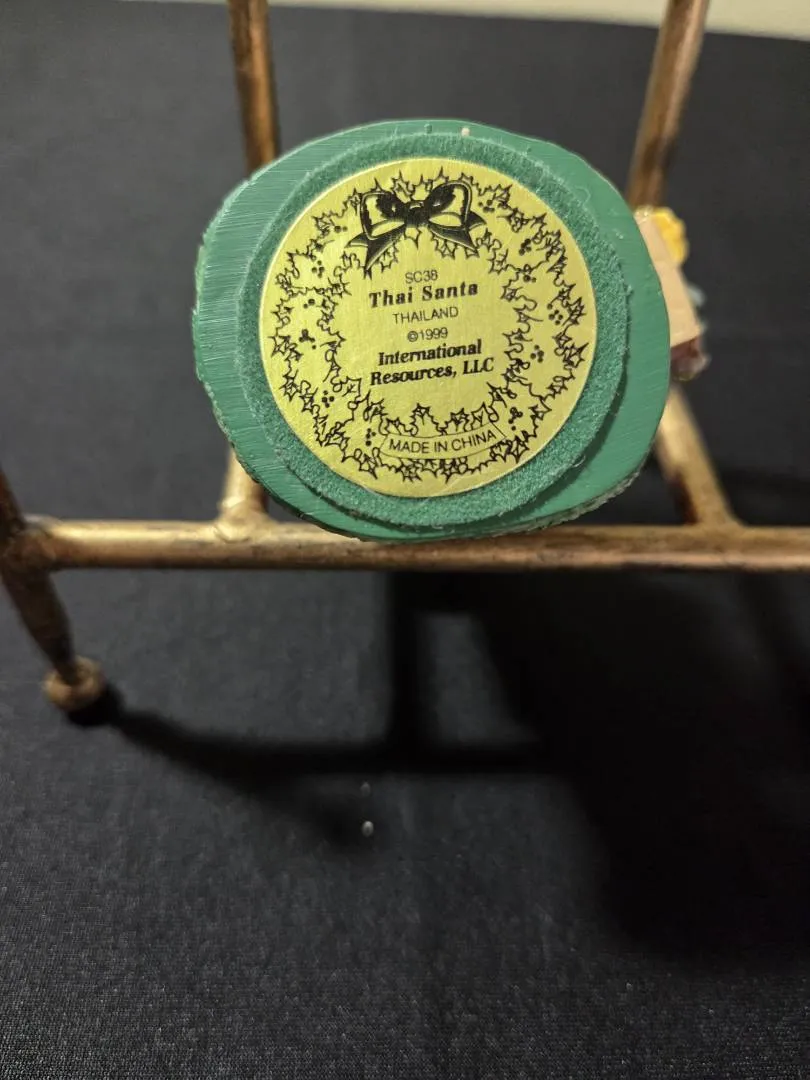 SC38
Thai Santa
THAILAND
©1999
International
Resources, LLC
MADE IN CHINA